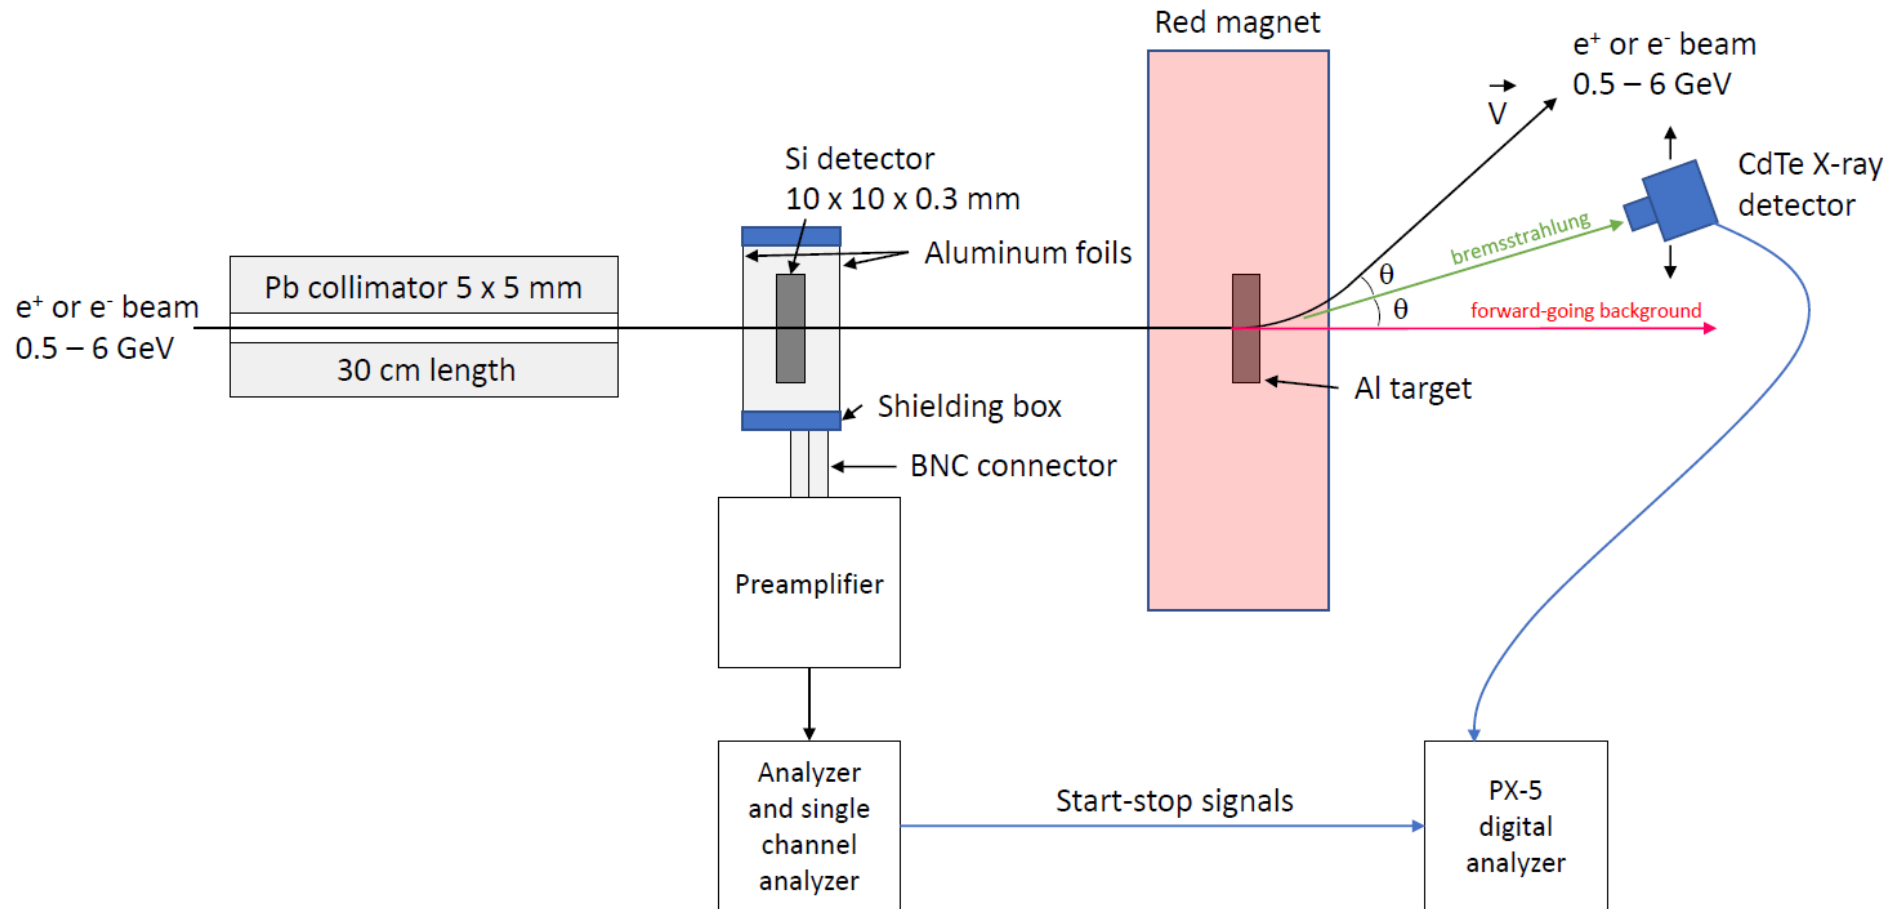 Red magnet
e⁺ or e⁻ beam
0.5 – 6 GeV
V
CdTe X-ray
detector
Si detector
10 x 10 x 0.3 mm
bremsstrahlung
Aluminum foils
θ
θ
Pb collimator 5 x 5 mm
e⁺ or e⁻ beam
0.5 – 6 GeV
forward-going background
30 cm length
Al target
Shielding box
BNC connector
Preamplifier
Analyzer
and single
channel
analyzer
Start-stop signals
PX-5
digital
analyzer